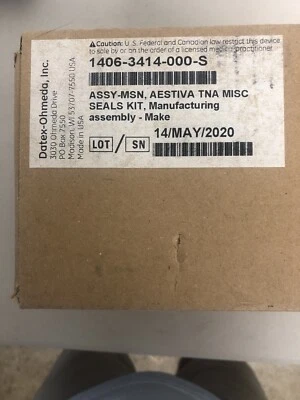 ⚠Caution: U.S. Federal and Canadian law restrict this device
to sale by or on the order of a licensed medical practitioner.
1406-3414-000-S
ASSY-MSN, AESTIVA TNA MISC
SEALS KIT, Manufacturing
assembly - Make
14/MAY/2020
LOT / SN
Datex-Ohmeda, Inc.
3030 Ohmeda Drive
PO Box 7550
Madison, WI 53707-7550 USA
Made in USA